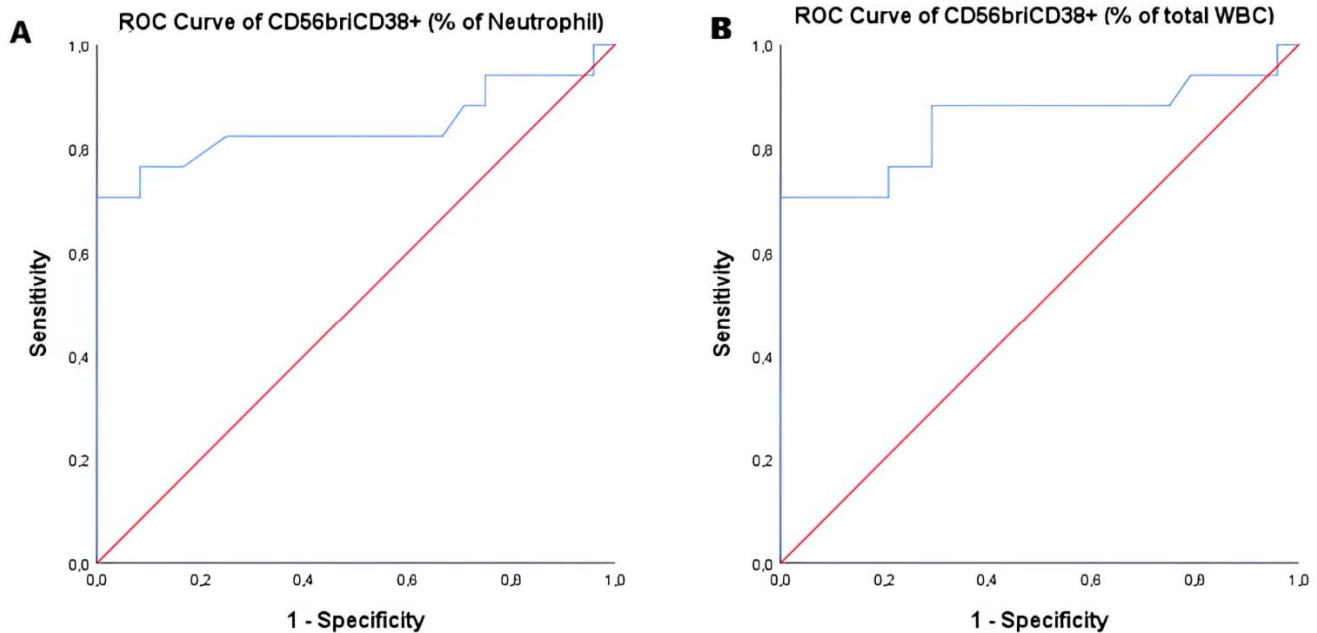 A
ROC Curve of CD56briCD38+ (% of Neutrophil)
1,0
0,8
0,6
0,4
0,2
0,0
Sensitivity
0,0 0,2 0,4 0,6 0,8 1,0
1 - Specificity
B
ROC Curve of CD56briCD38+ (% of total WBC)
1,0
0,8
0,6
0,4
0,2
0,0
Sensitivity
0,0 0,2 0,4 0,6 0,8 1,0
1 - Specificity